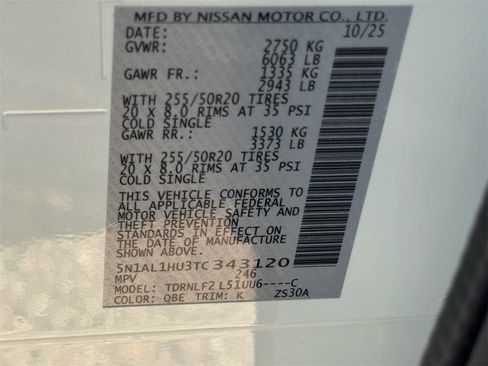 MFD BY NISSAN MOTOR CO., LTD.
DATE: 10/25
GVWR: 2750 KG
6063 LB
GAWR FR.: 1335 KG
2943 LB
WITH 255/50R20 TIRES
20 X 8.0 RIMS AT 35 PSI
COLD SINGLE
GAWR RR.: 1530 KG
3373 LB
WITH 255/50R20 TIRES
20 X 8.0 RIMS AT 35 PSI
COLD SINGLE
THIS VEHICLE CONFORMS TO
ALL APPLICABLE FEDERAL
MOTOR VEHICLE SAFETY AND
THEFT PREVENTION
STANDARDS IN EFFECT ON
THE DATE OF MANUFACTURE
SHOWN ABOVE.
5N1AL1HU3TC343120
MPV 246
MODEL: TDRNLF2 L51UU6----C
COLOR: QBE TRIM: K ZS30A